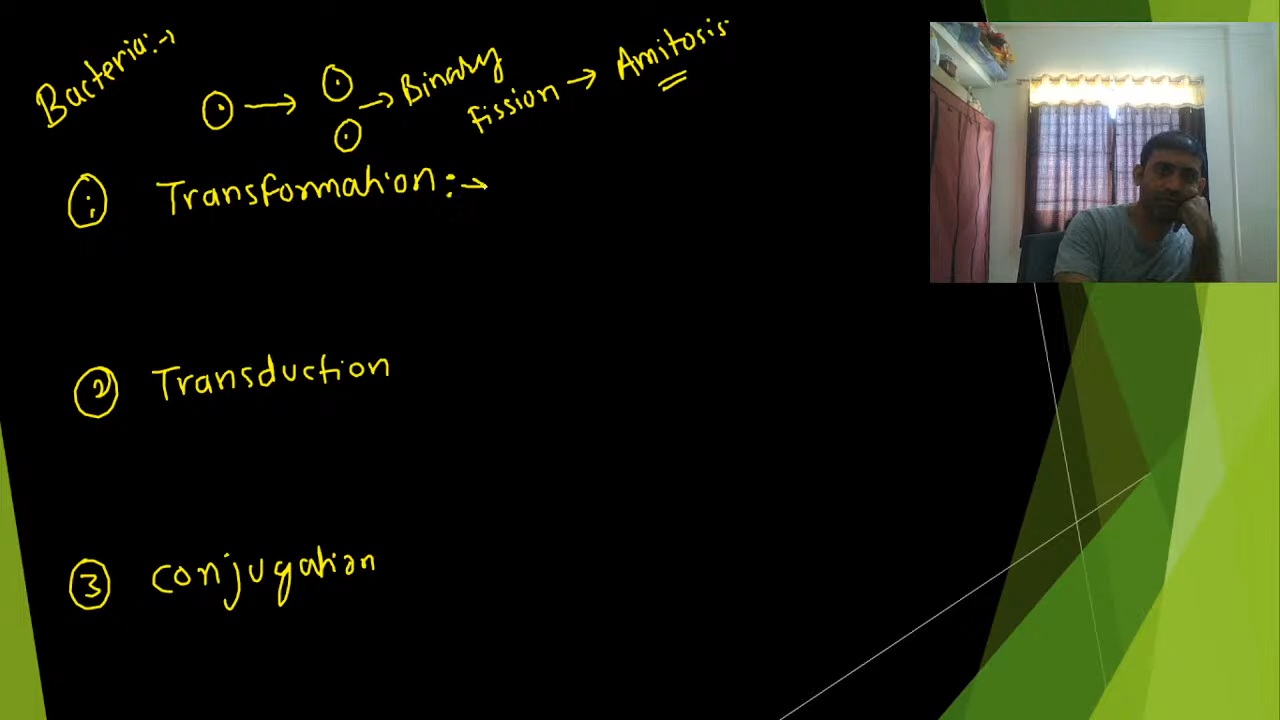 Bacteria:→
⊙ → ⊙ ⊙ → Binary fission → Amitosis
① Transformation:→
② Transduction
③ Conjugation